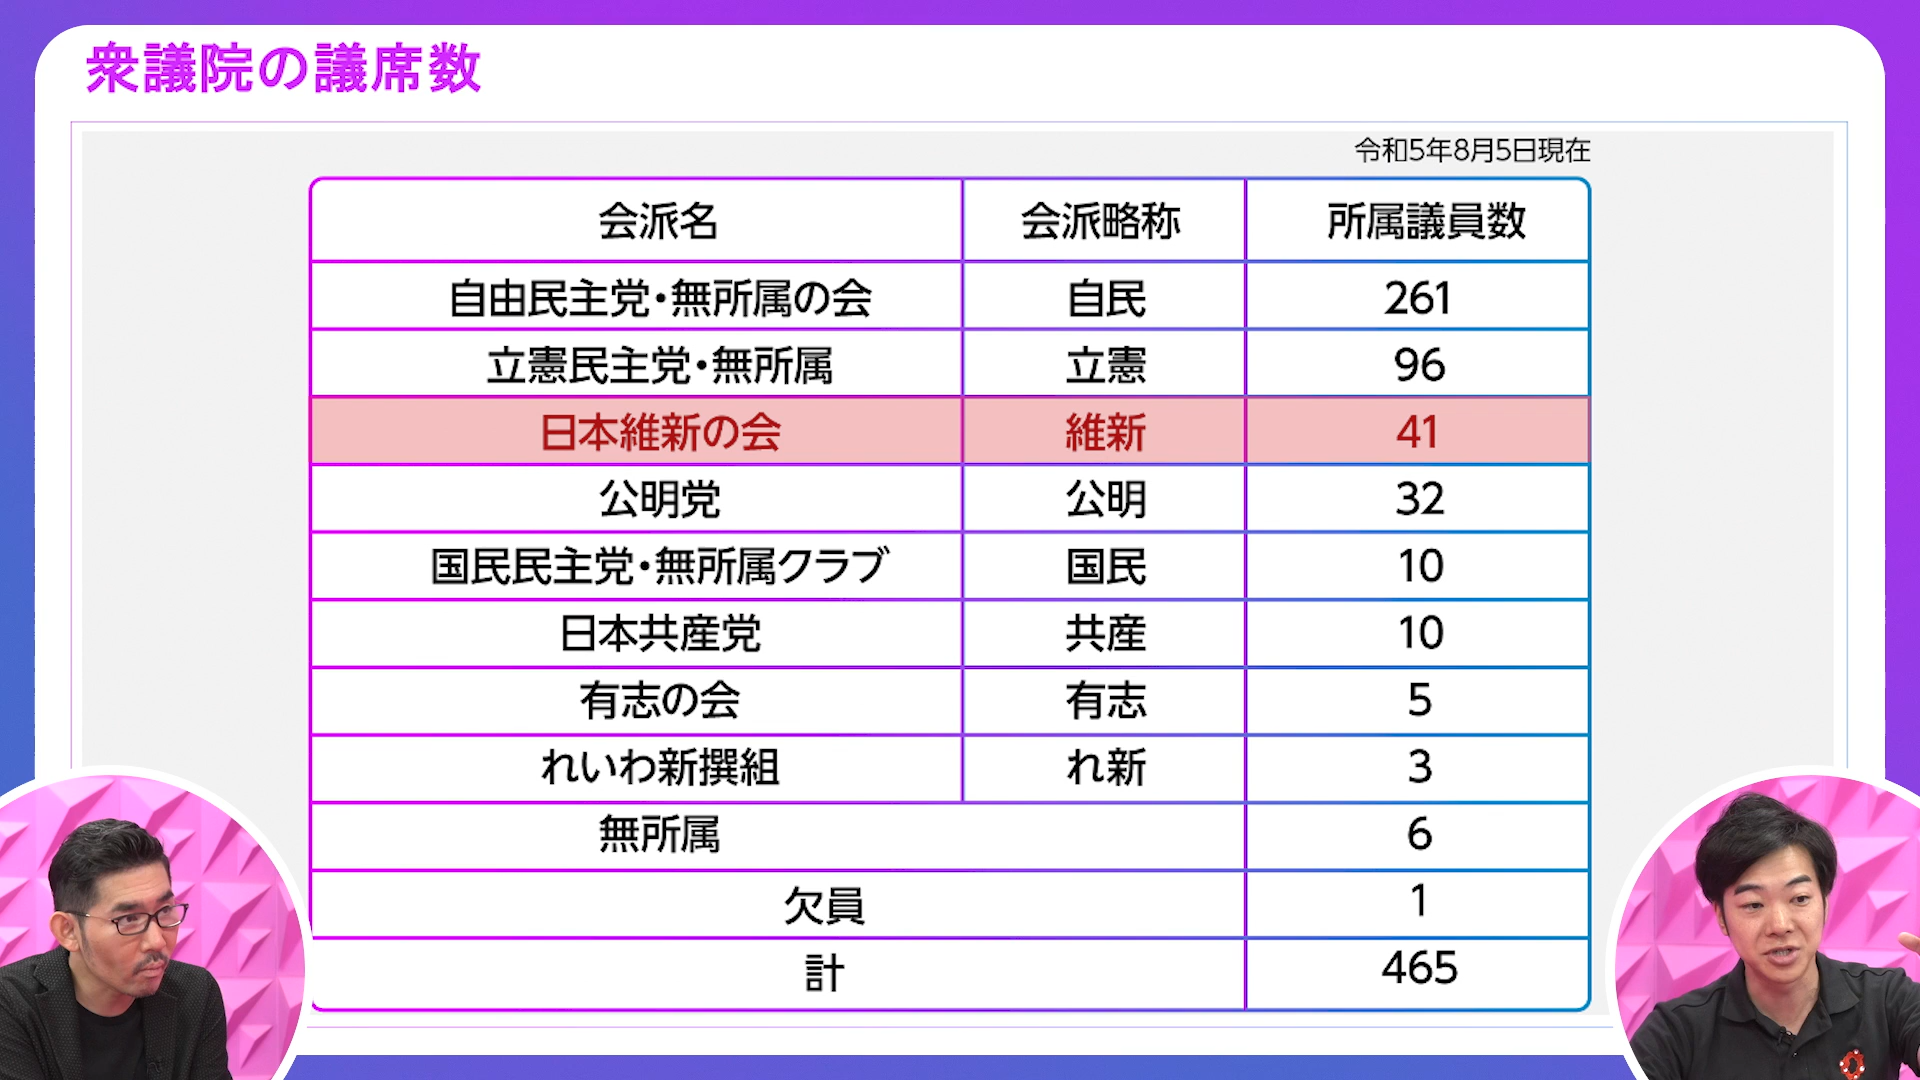 衆議院の議席数
令和5年8月5日現在
会派名 会派略称 所属議員数
自由民主党・無所属の会 自民 261
立憲民主党・無所属 立憲 96
日本維新の会 維新 41
公明党 公明 32
国民民主党・無所属クラブ 国民 10
日本共産党 共産 10
有志の会 有志 5
れいわ新撰組 れ新 3
無所属 6
欠員 1
計 465